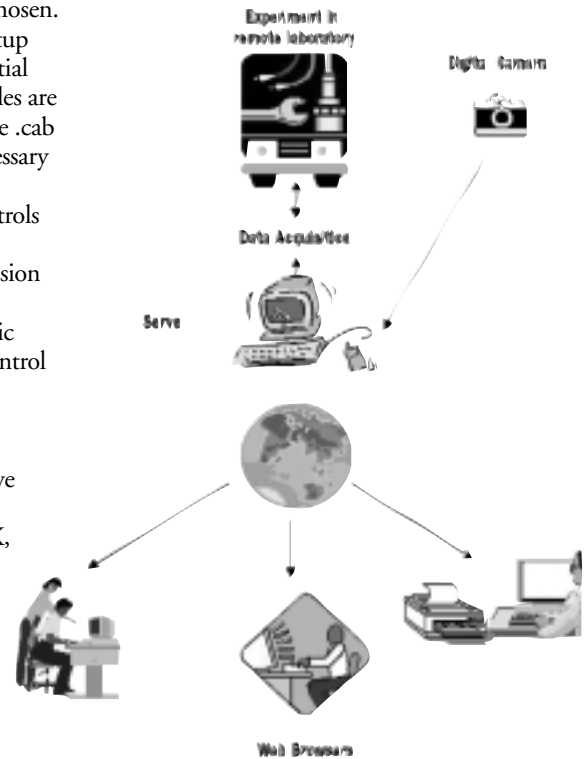 hosen.
tup
tial
les are
e .cab
essary
trols
sion
ic
ntrol
ve
X,
Experiment in
remote laboratory
Digital Camera
Data Acquisition
Serve
Web Browsers